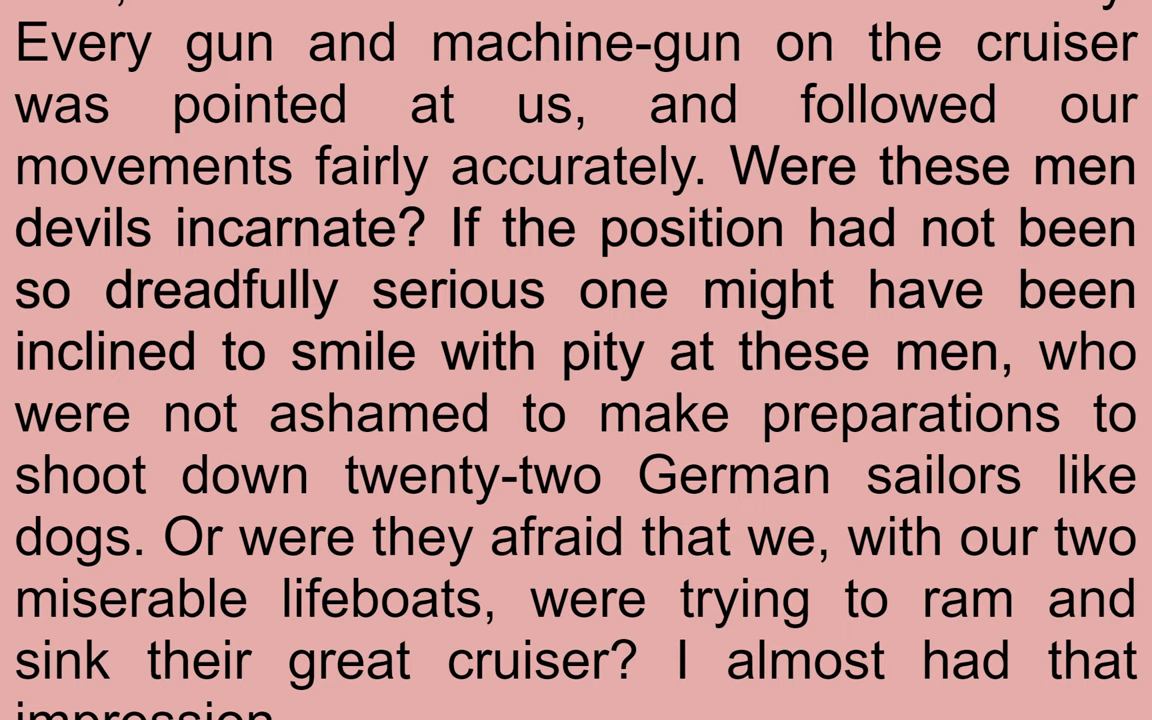 Every gun and machine-gun on the cruiser
was pointed at us, and followed our
movements fairly accurately. Were these men
devils incarnate? If the position had not been
so dreadfully serious one might have been
inclined to smile with pity at these men, who
were not ashamed to make preparations to
shoot down twenty-two German sailors like
dogs. Or were they afraid that we, with our two
miserable lifeboats, were trying to ram and
sink their great cruiser? I almost had that
impression.